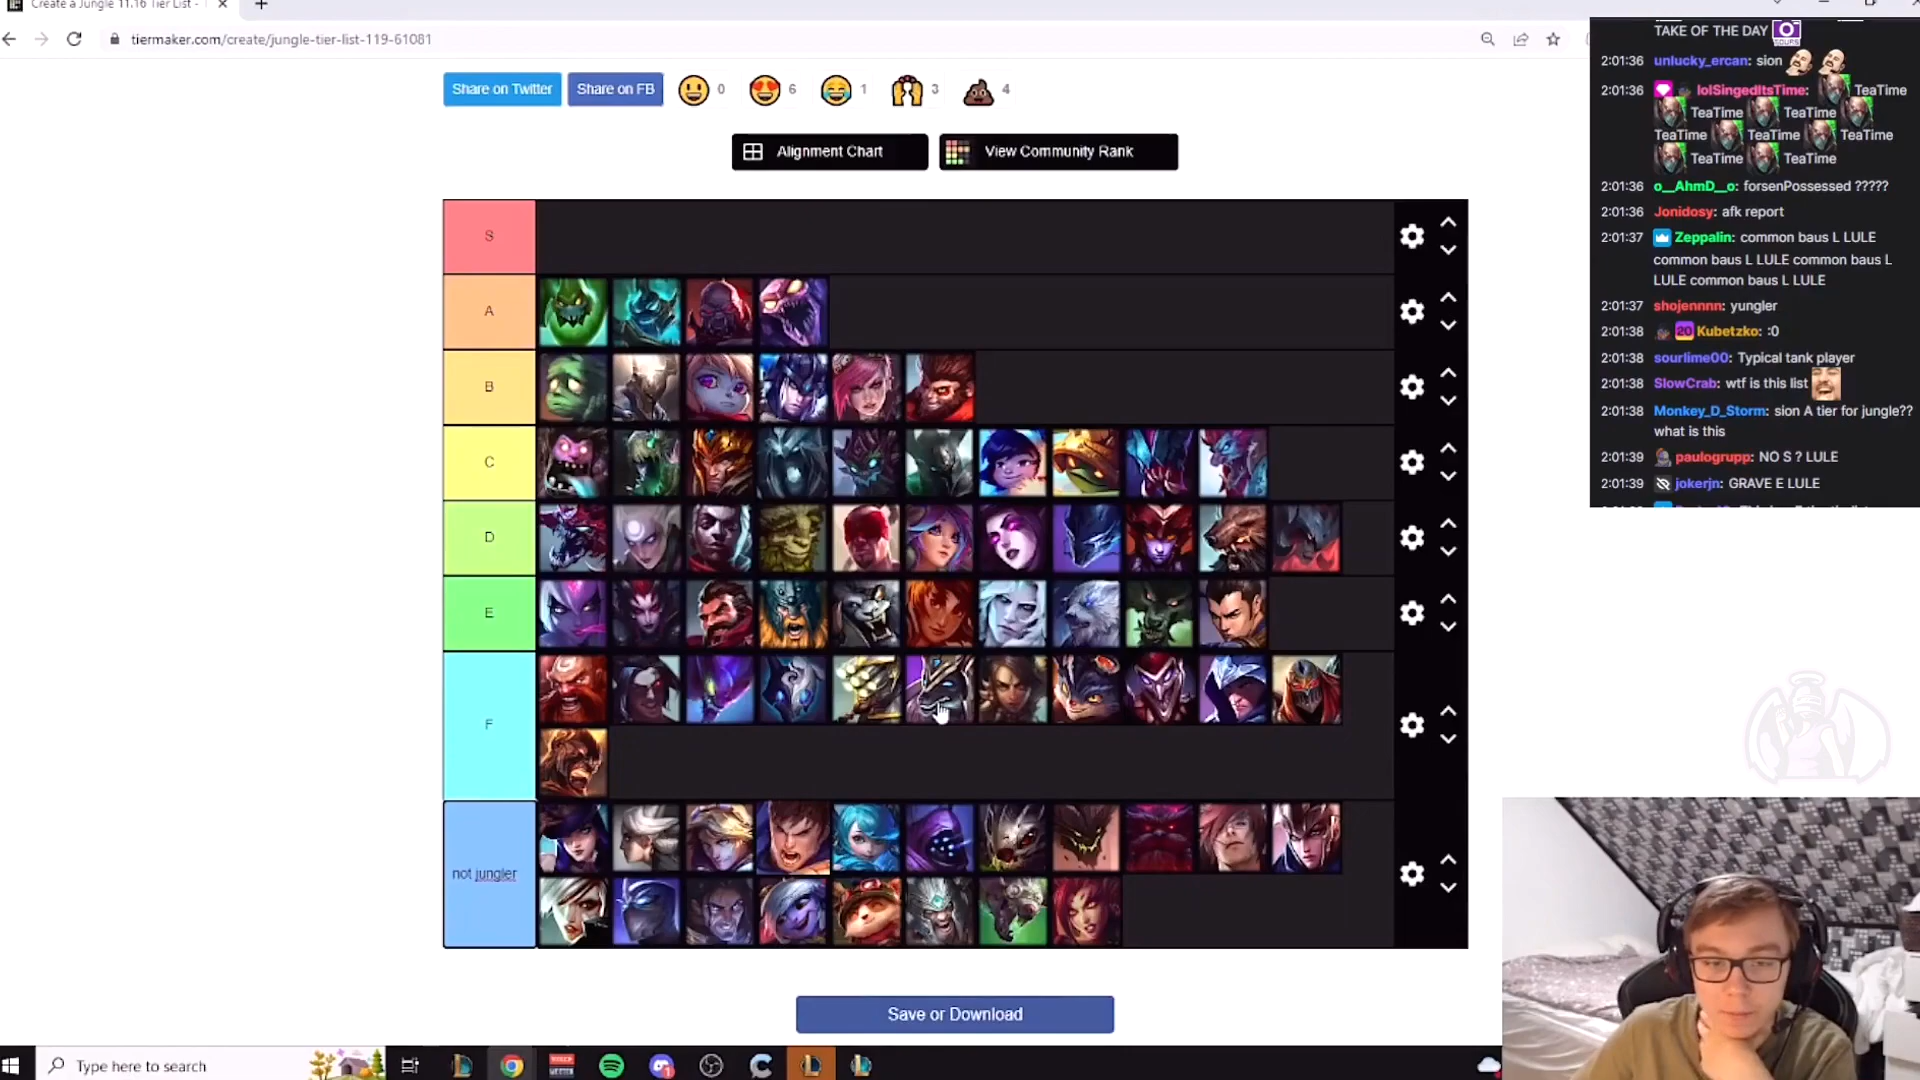 Create a Jungle 11.16 Tier List -
tiermaker.com/create/jungle-tier-list-119-61081
Share on Twitter
Share on FB
0
6
1
3
4
Alignment Chart
View Community Rank
S
A
B
C
D
E
F
not jungler
Save or Download
TAKE OF THE DAY
2:01:36 unlucky_ercan: sion
2:01:36 lolSingedItsTime: TeaTime
TeaTime TeaTime
TeaTime TeaTime TeaTime
TeaTime TeaTime
2:01:36 o__AhmD__o: forsenPossessed ?????
2:01:36 Jonidosy: afk report
2:01:37 Zeppalin: common baus L LULE
common baus L LULE common baus L
LULE common baus L LULE
2:01:37 shojennnn: yungler
2:01:38 20 Kubetzko: :0
2:01:38 sourlime00: Typical tank player
2:01:38 SlowCrab: wtf is this list
2:01:38 Monkey_D_Storm: sion A tier for jungle??
what is this
2:01:39 paulogrupp: NO S ? LULE
2:01:39 jokerjn: GRAVE E LULE
Type here to search